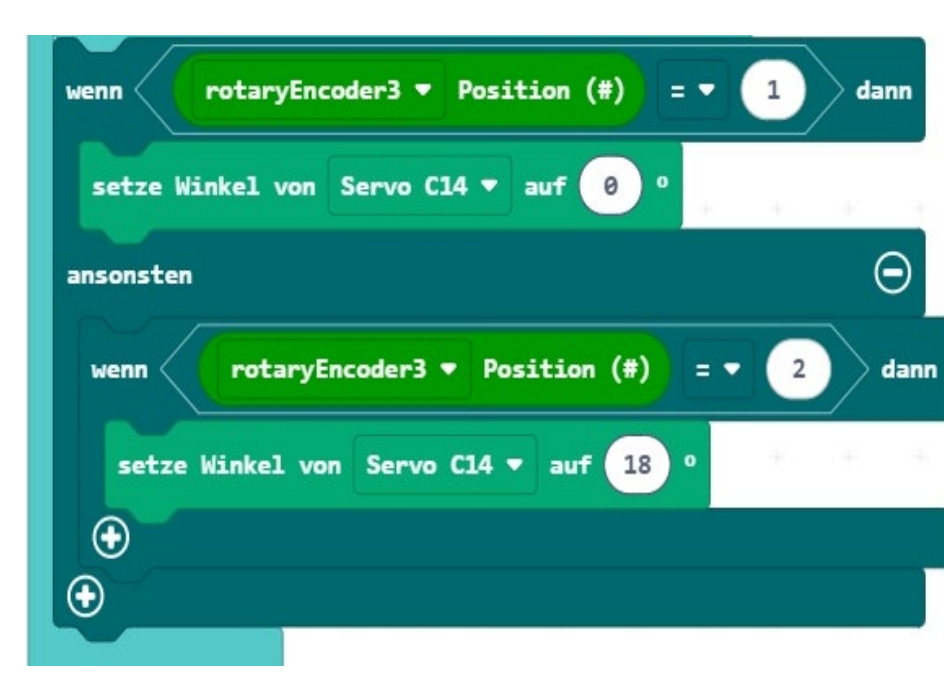 wenn rotaryEncoder3 Position (#) = 1 dann
setze Winkel von Servo C14 auf 0 °
ansonsten
wenn rotaryEncoder3 Position (#) = 2 dann
setze Winkel von Servo C14 auf 18 °